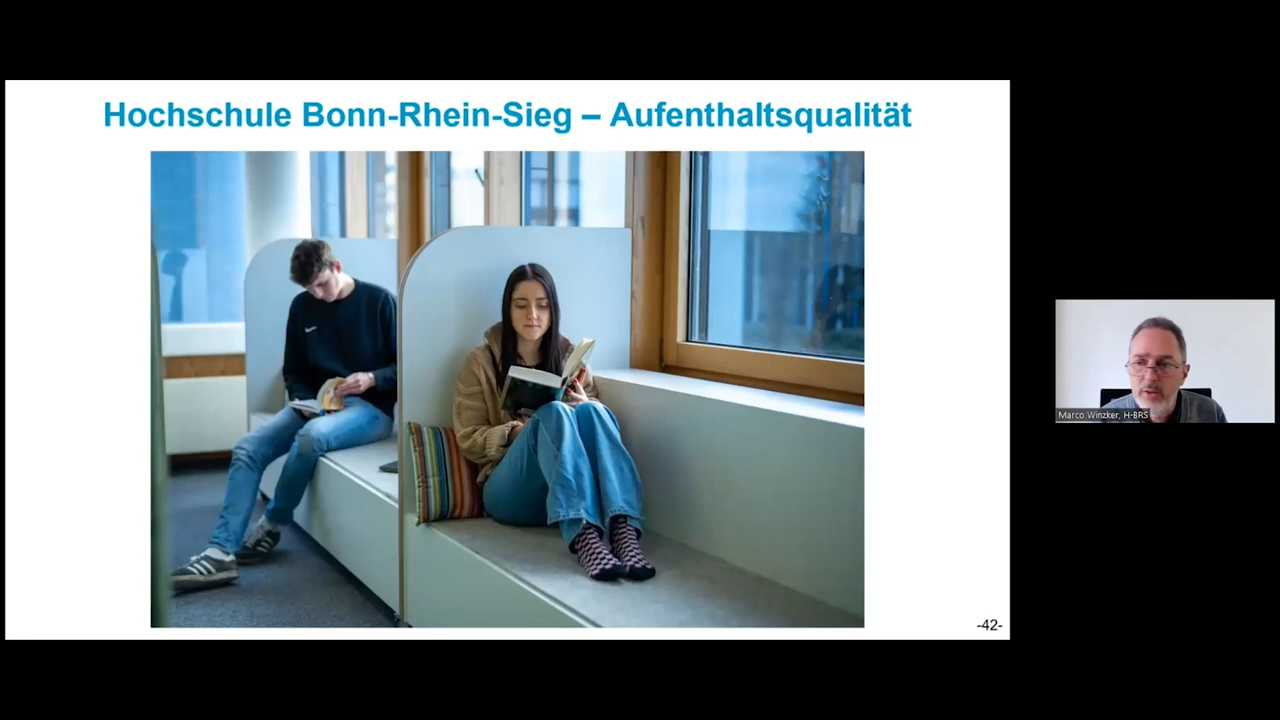 Hochschule Bonn-Rhein-Sieg – Aufenthaltsqualität
Marco Winzker, H-BRS
-42-